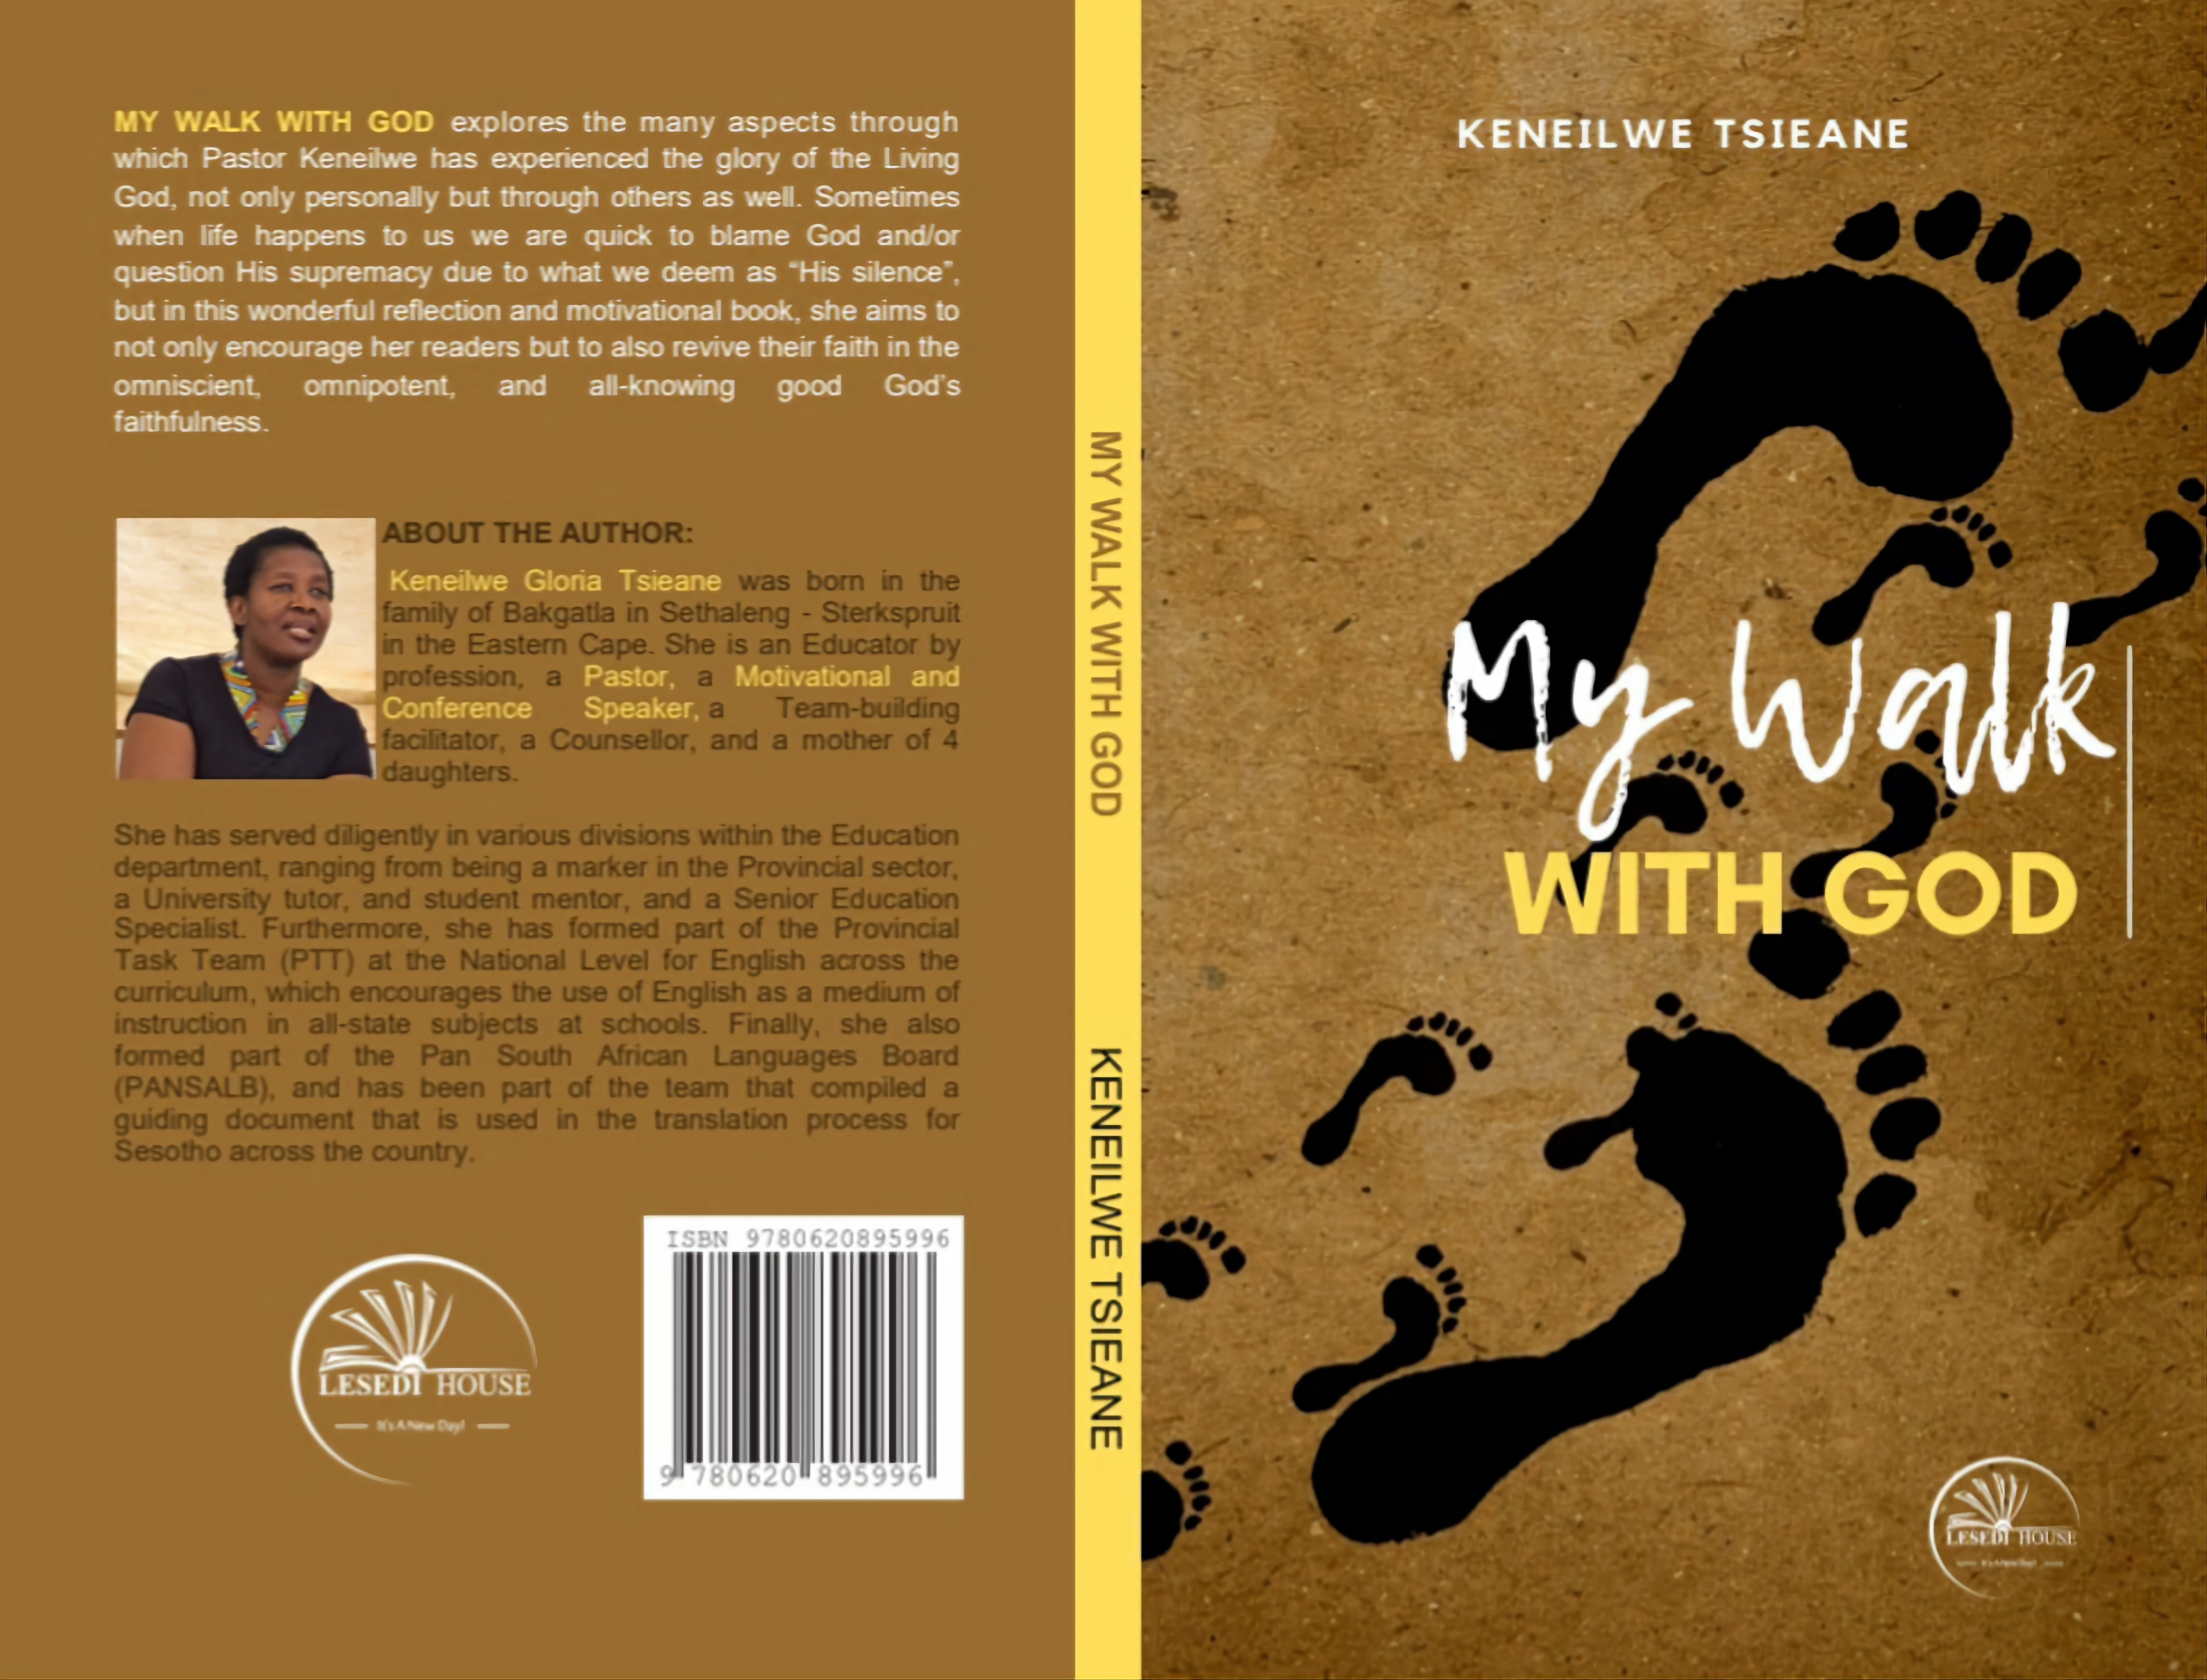 MY WALK WITH GOD explores the many aspects through
which Pastor Keneilwe has experienced the glory of the Living
God, not only personally but through others as well. Sometimes
when life happens to us we are quick to blame God and/or
question His supremacy due to what we deem as “His silence”,
but in this wonderful reflection and motivational book, she aims to
not only encourage her readers but to also revive their faith in the
omniscient, omnipotent, and all-knowing good God’s
faithfulness.
ABOUT THE AUTHOR:
Keneilwe Gloria Tsieane was born in the
family of Bakgatla in Sethaleng - Sterkspruit
in the Eastern Cape. She is an Educator by
profession, a Pastor, a Motivational and
Conference Speaker, a Team-building
facilitator, a Counsellor, and a mother of 4
daughters.
She has served diligently in various divisions within the Education
department, ranging from being a marker in the Provincial sector,
a University tutor, and student mentor, and a Senior Education
Specialist. Furthermore, she has formed part of the Provincial
Task Team (PTT) at the National Level for English across the
curriculum, which encourages the use of English as a medium of
instruction in all-state subjects at schools. Finally, she also
formed part of the Pan South African Languages Board
(PANSALB), and has been part of the team that compiled a
guiding document that is used in the translation process for
Sesotho across the country.
LESEDI HOUSE
It's A New Day!
ISBN 9780620895996
9 780620 895996
MY WALK WITH GOD
KENEILWE TSIEANE
KENEILWE TSIEANE
My Walk
WITH GOD
LESEDI HOUSE
It's A New Day!